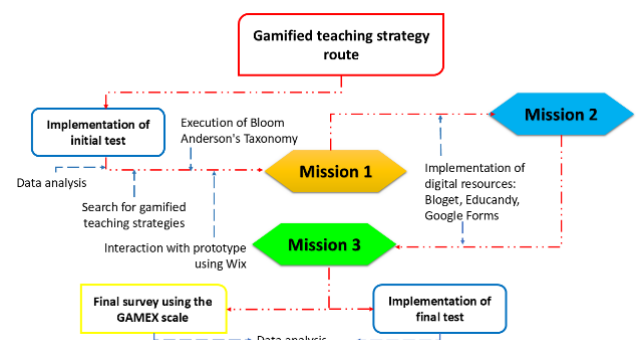 Gamified teaching strategy
route
Implementation of
initial test
Execution of Bloom
Anderson's Taxonomy
Mission 2
Mission 1
Data analysis
Search for gamified
teaching strategies
Implementation of
digital resources:
Bloget, Educandy,
Google Forms
Interaction with prototype
using Wix
Mission 3
Final survey using the
GAMEX scale
Implementation of
final test
Data analysis